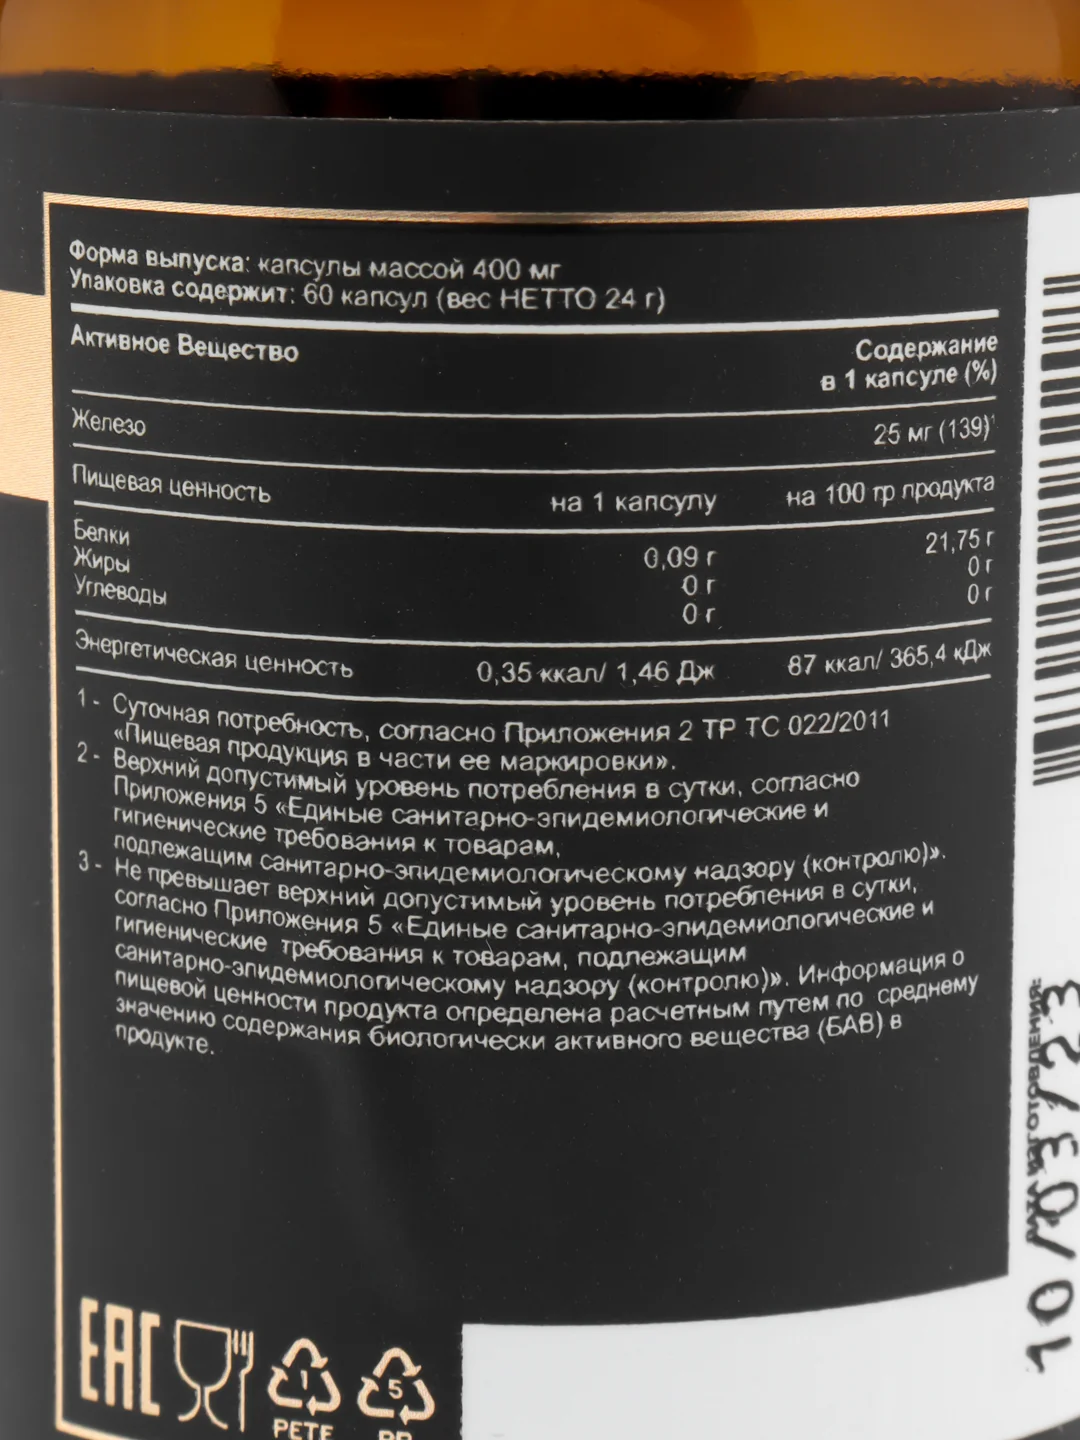 Форма выпуска: капсулы массой 400 мг
Упаковка содержит: 60 капсул (вес НЕТТО 24 г)
Активное Вещество
Содержание
в 1 капсуле (%)
Железо 25 мг (139)¹
Пищевая ценность на 1 капсулу на 100 гр продукта
Белки 0,09 г 21,75 г
Жиры 0 г 0 г
Углеводы 0 г 0 г
Энергетическая ценность 0,35 ккал/ 1,46 Дж 87 ккал/ 365,4 кДж
1 - Суточная потребность, согласно Приложения 2 ТР ТС 022/2011
«Пищевая продукция в части ее маркировки».
2 - Верхний допустимый уровень потребления в сутки, согласно
Приложения 5 «Единые санитарно-эпидемиологические и
гигиенические требования к товарам,
подлежащим санитарно-эпидемиологическому надзору (контролю)».
3 - Не превышает верхний допустимый уровень потребления в сутки,
согласно Приложения 5 «Единые санитарно-эпидемиологические и
гигиенические требования к товарам, подлежащим
санитарно-эпидемиологическому надзору (контролю)». Информация о
пищевой ценности продукта определена расчетным путем по среднему
значению содержания биологически активного вещества (БАВ) в
продукте.
EAC
1
PETE
5
PP
10/03/23